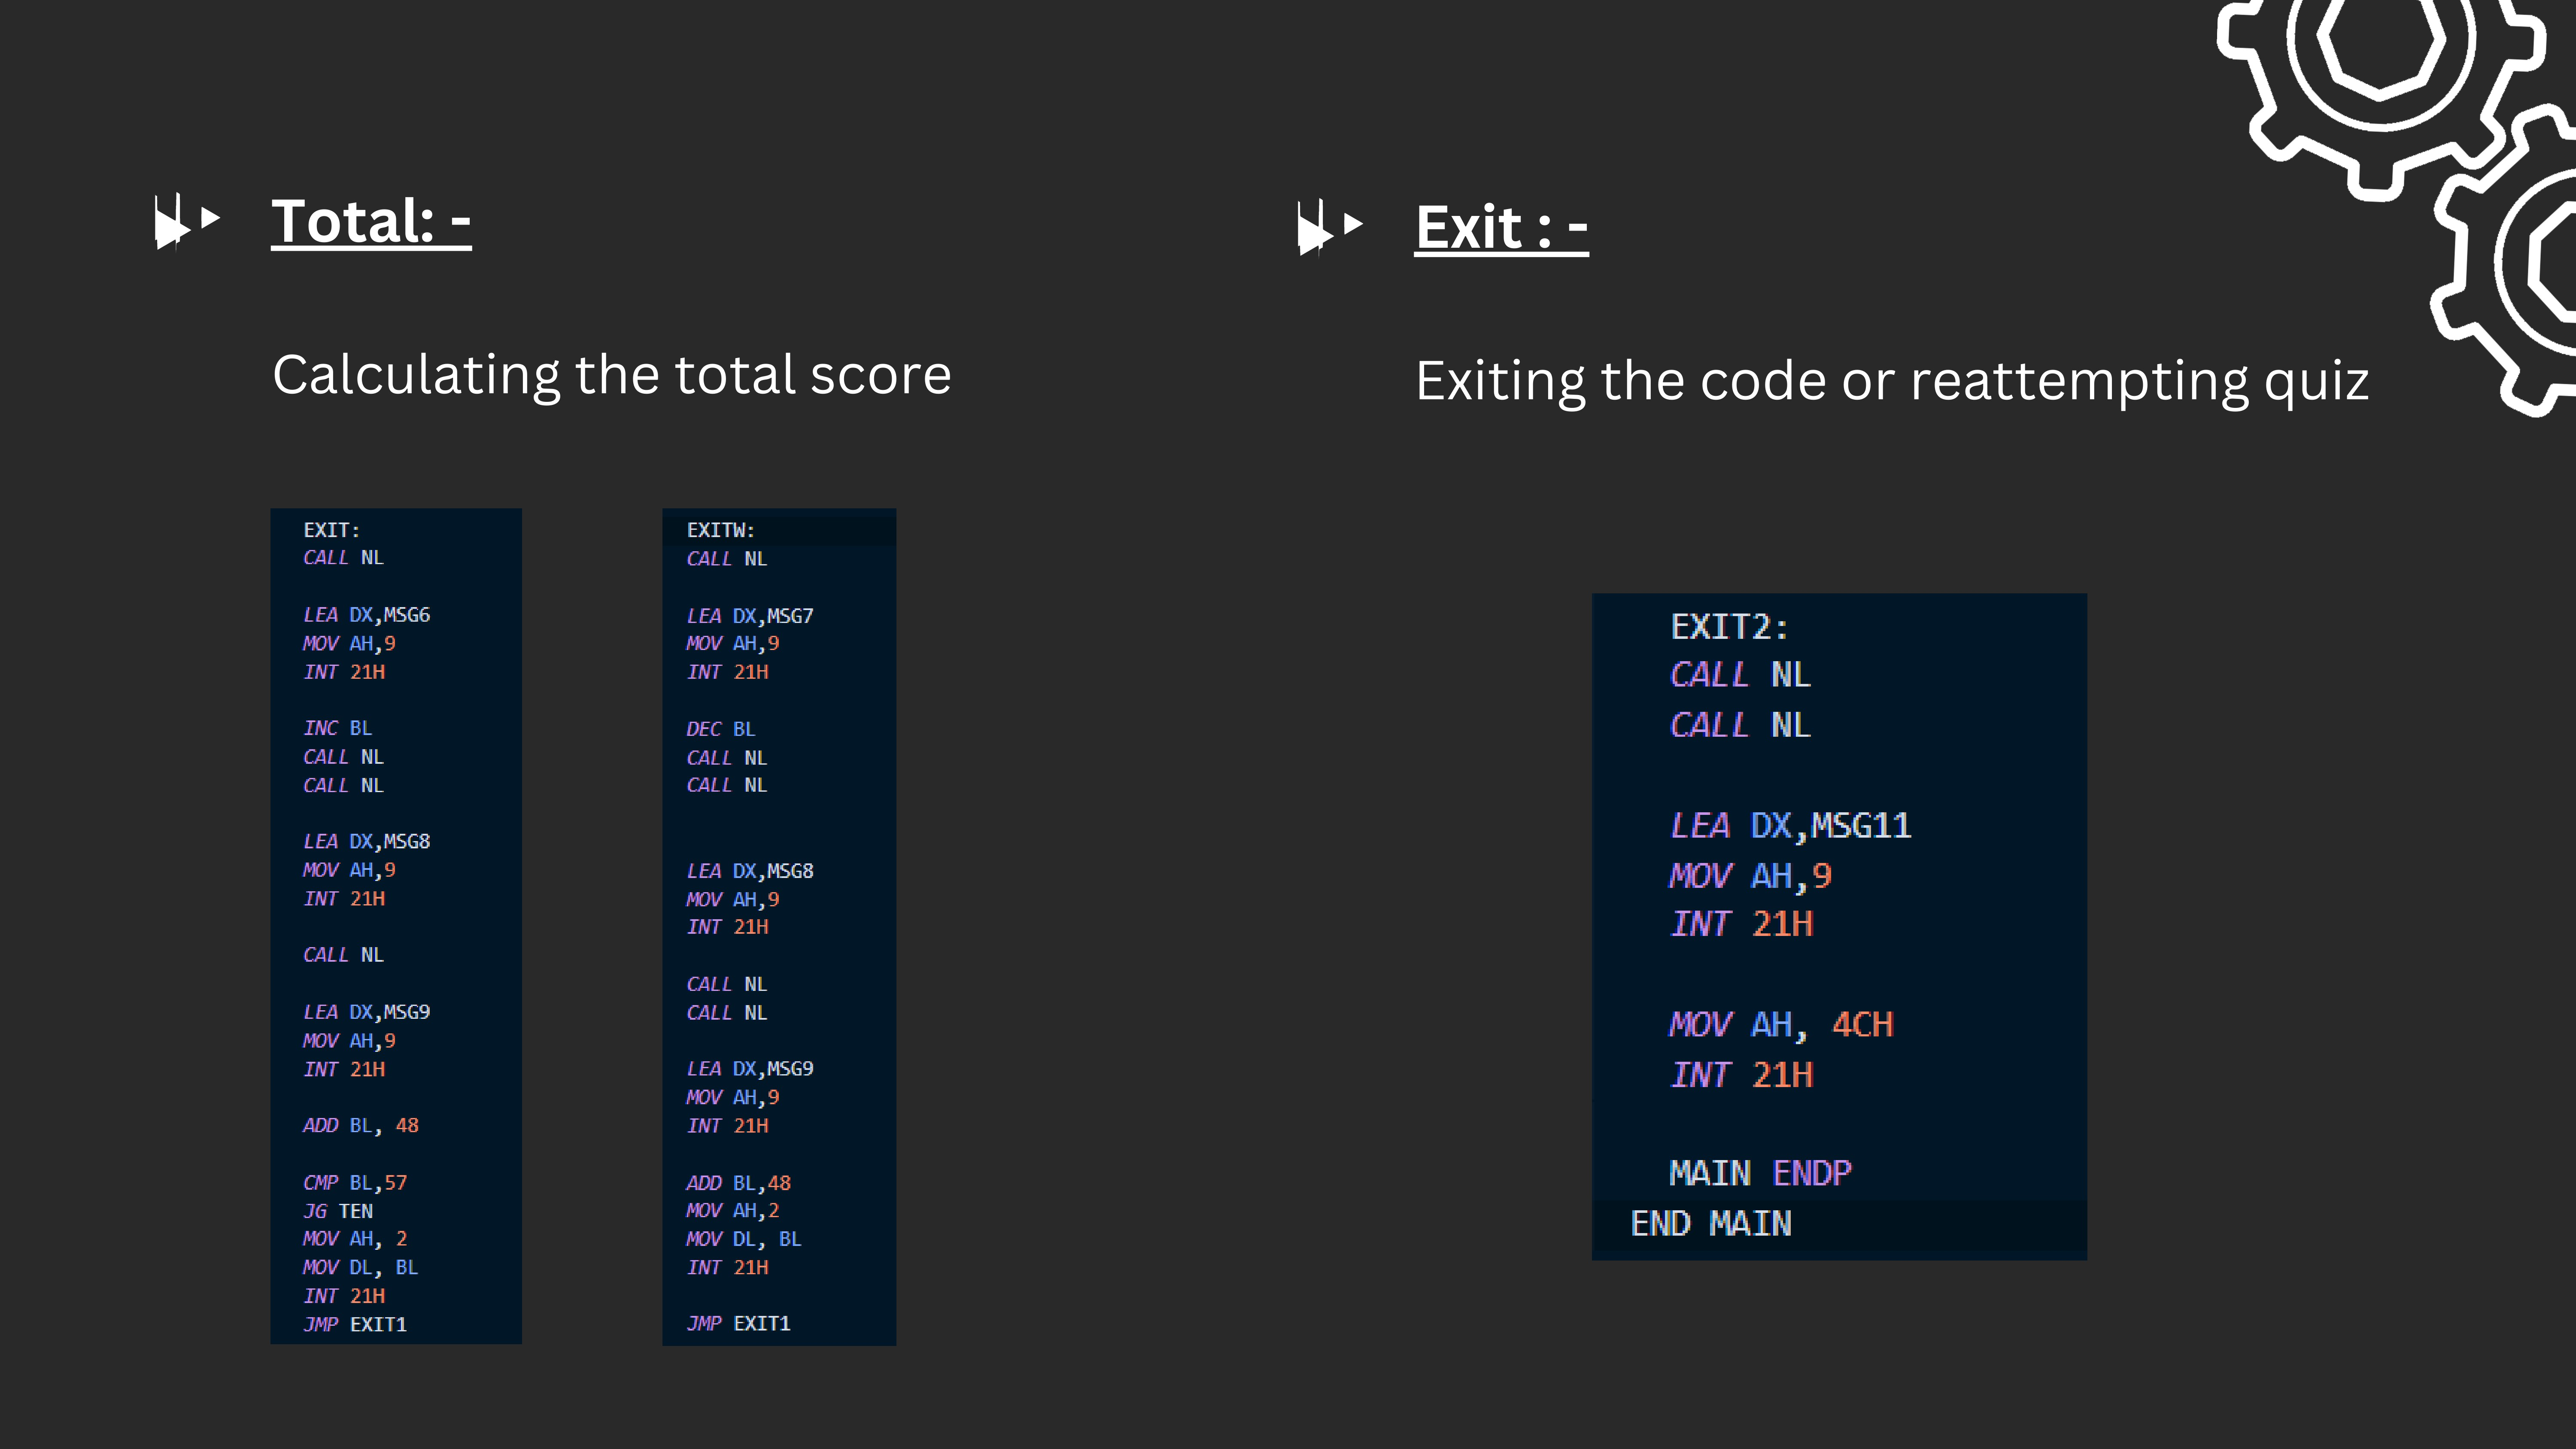 Total: -
Calculating the total score
EXIT:
CALL NL
LEA DX,MSG6
MOV AH,9
INT 21H
INC BL
CALL NL
CALL NL
LEA DX,MSG8
MOV AH,9
INT 21H
CALL NL
LEA DX,MSG9
MOV AH,9
INT 21H
ADD BL, 48
CMP BL,57
JG TEN
MOV AH, 2
MOV DL, BL
INT 21H
JMP EXIT1
EXITW:
CALL NL
LEA DX,MSG7
MOV AH,9
INT 21H
DEC BL
CALL NL
CALL NL
LEA DX,MSG8
MOV AH,9
INT 21H
CALL NL
CALL NL
LEA DX,MSG9
MOV AH,9
INT 21H
ADD BL,48
MOV AH,2
MOV DL, BL
INT 21H
JMP EXIT1
Exit : -
Exiting the code or reattempting quiz
EXIT2:
CALL NL
CALL NL
LEA DX,MSG11
MOV AH,9
INT 21H
MOV AH, 4CH
INT 21H
MAIN ENDP
END MAIN